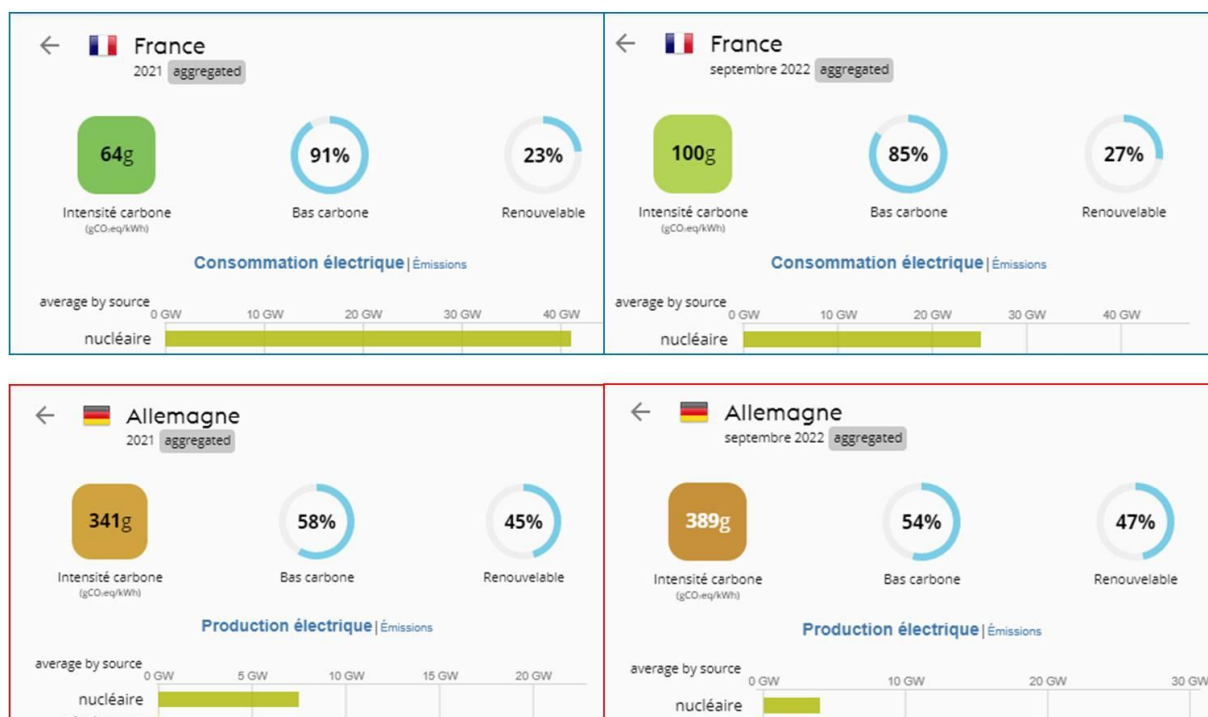 France
2021 aggregated
64g
91%
23%
Intensité carbone
(gCO₂eq/kWh)
Bas carbone
Renouvelable
Consommation électrique | Émissions
average by source
0 GW 10 GW 20 GW 30 GW 40 GW
nucléaire
France
septembre 2022 aggregated
100g
85%
27%
Intensité carbone
(gCO₂eq/kWh)
Bas carbone
Renouvelable
Consommation électrique | Émissions
average by source
0 GW 10 GW 20 GW 30 GW 40 GW
nucléaire
Allemagne
2021 aggregated
341g
58%
45%
Intensité carbone
(gCO₂eq/kWh)
Bas carbone
Renouvelable
Production électrique | Émissions
average by source
0 GW 5 GW 10 GW 15 GW 20 GW
nucléaire
Allemagne
septembre 2022 aggregated
389g
54%
47%
Intensité carbone
(gCO₂eq/kWh)
Bas carbone
Renouvelable
Production électrique | Émissions
average by source
0 GW 10 GW 20 GW 30 GW
nucléaire